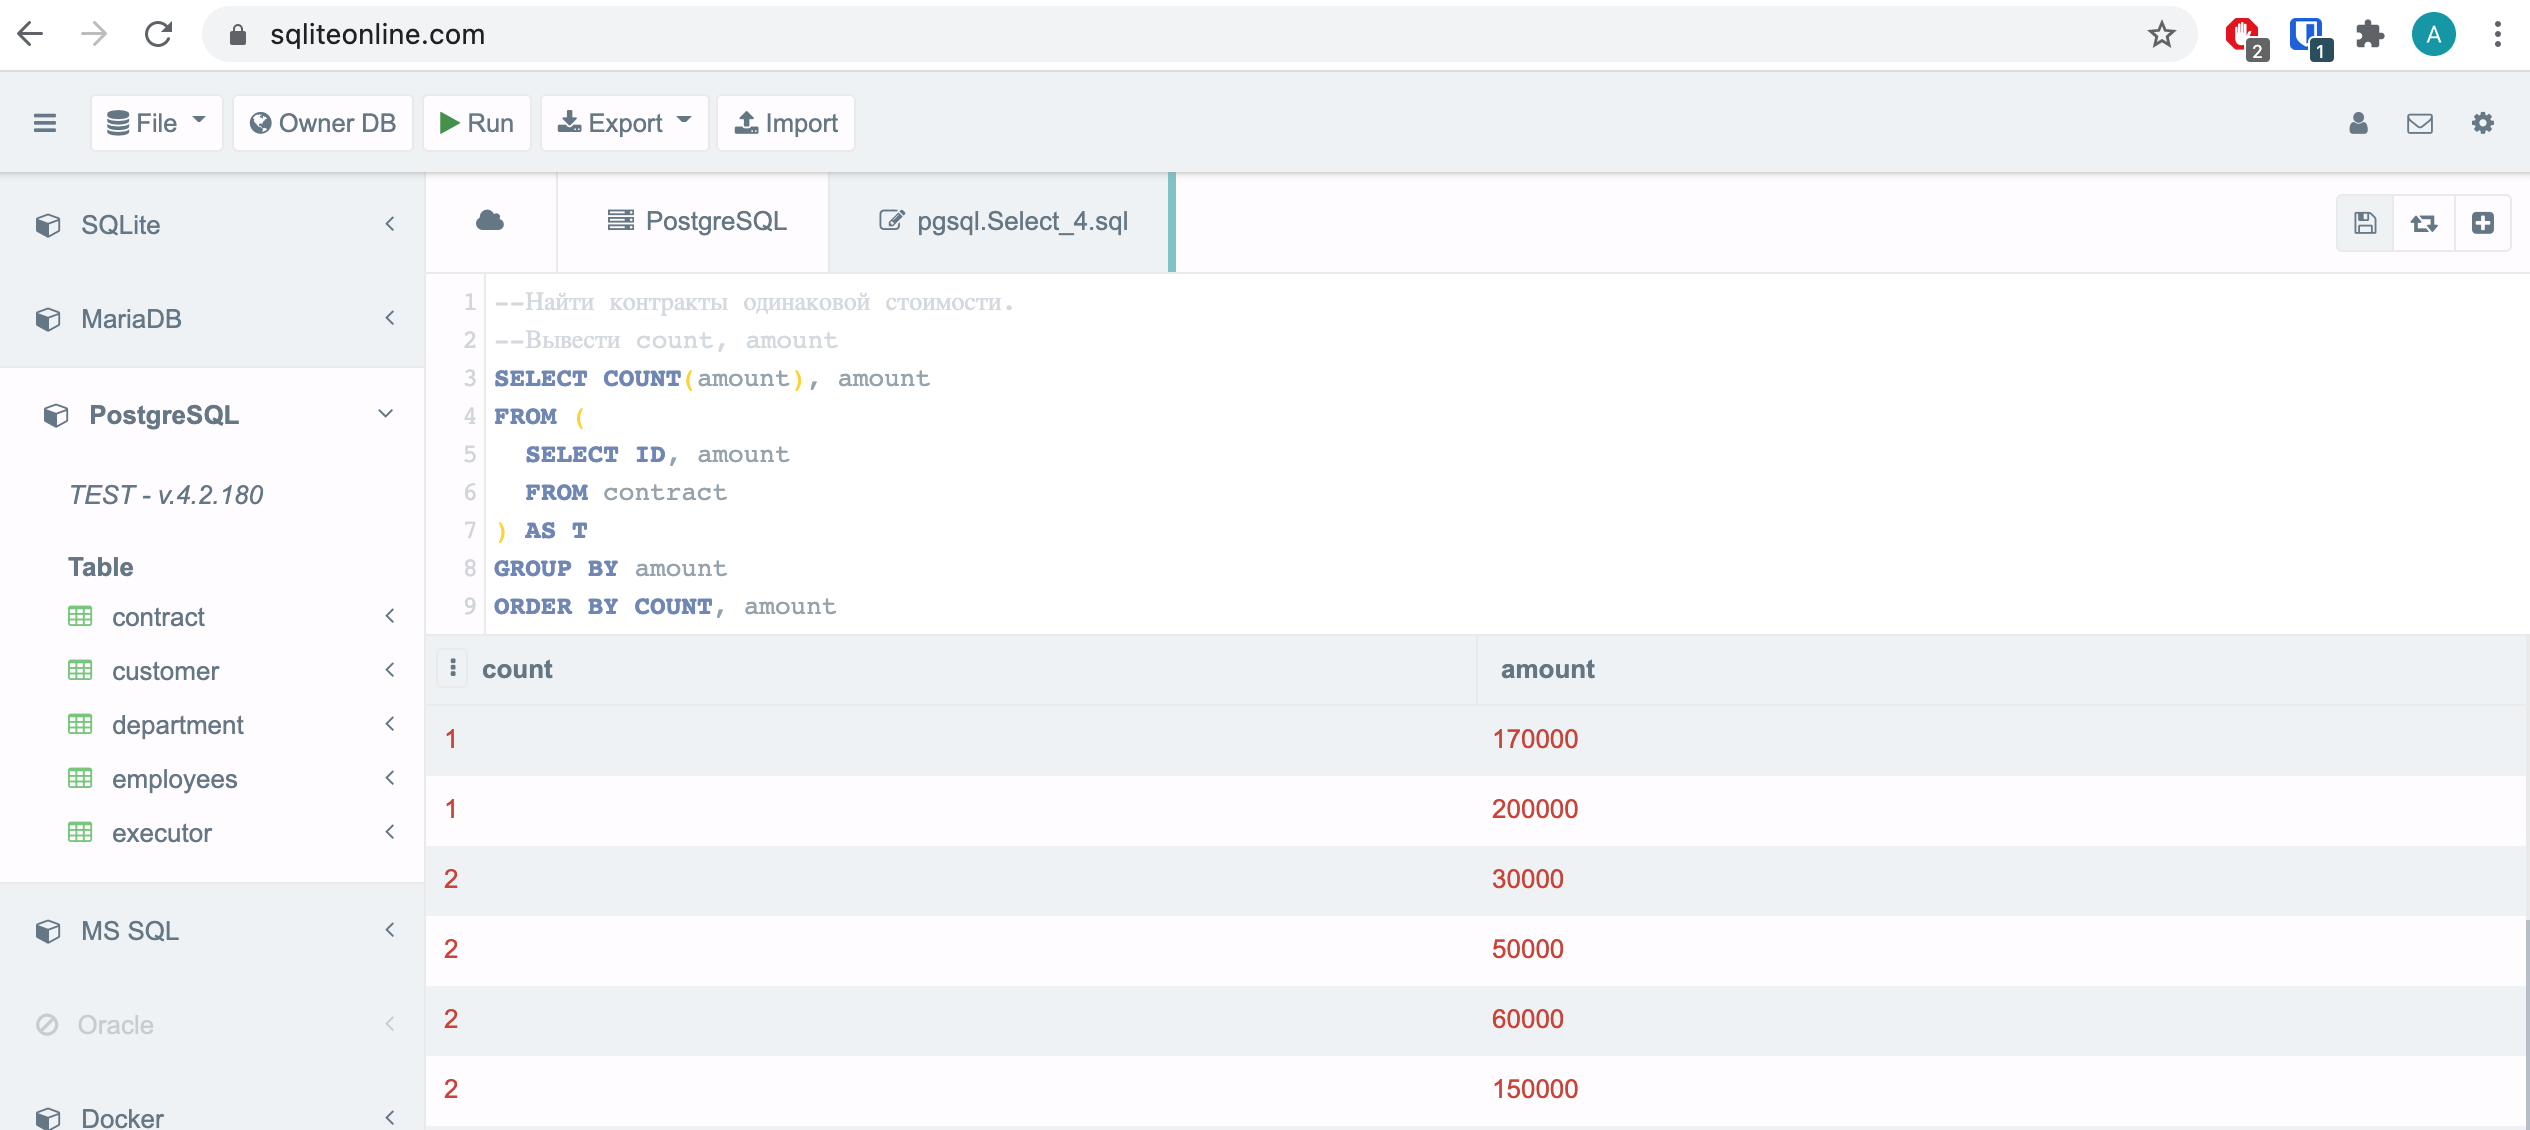 sqliteonline.com
2
1
A
File
Owner DB
Run
Export
Import
SQLite
MariaDB
PostgreSQL
TEST - v.4.2.180
Table
contract
customer
department
employees
executor
MS SQL
Oracle
Docker
PostgreSQL
pgsql.Select_4.sql
1 --Найти контракты одинаковой стоимости.
2 --Вывести count, amount
3 SELECT COUNT(amount), amount
4 FROM (
5 SELECT ID, amount
6 FROM contract
7 ) AS T
8 GROUP BY amount
9 ORDER BY COUNT, amount
count amount
1 170000
1 200000
2 30000
2 50000
2 60000
2 150000